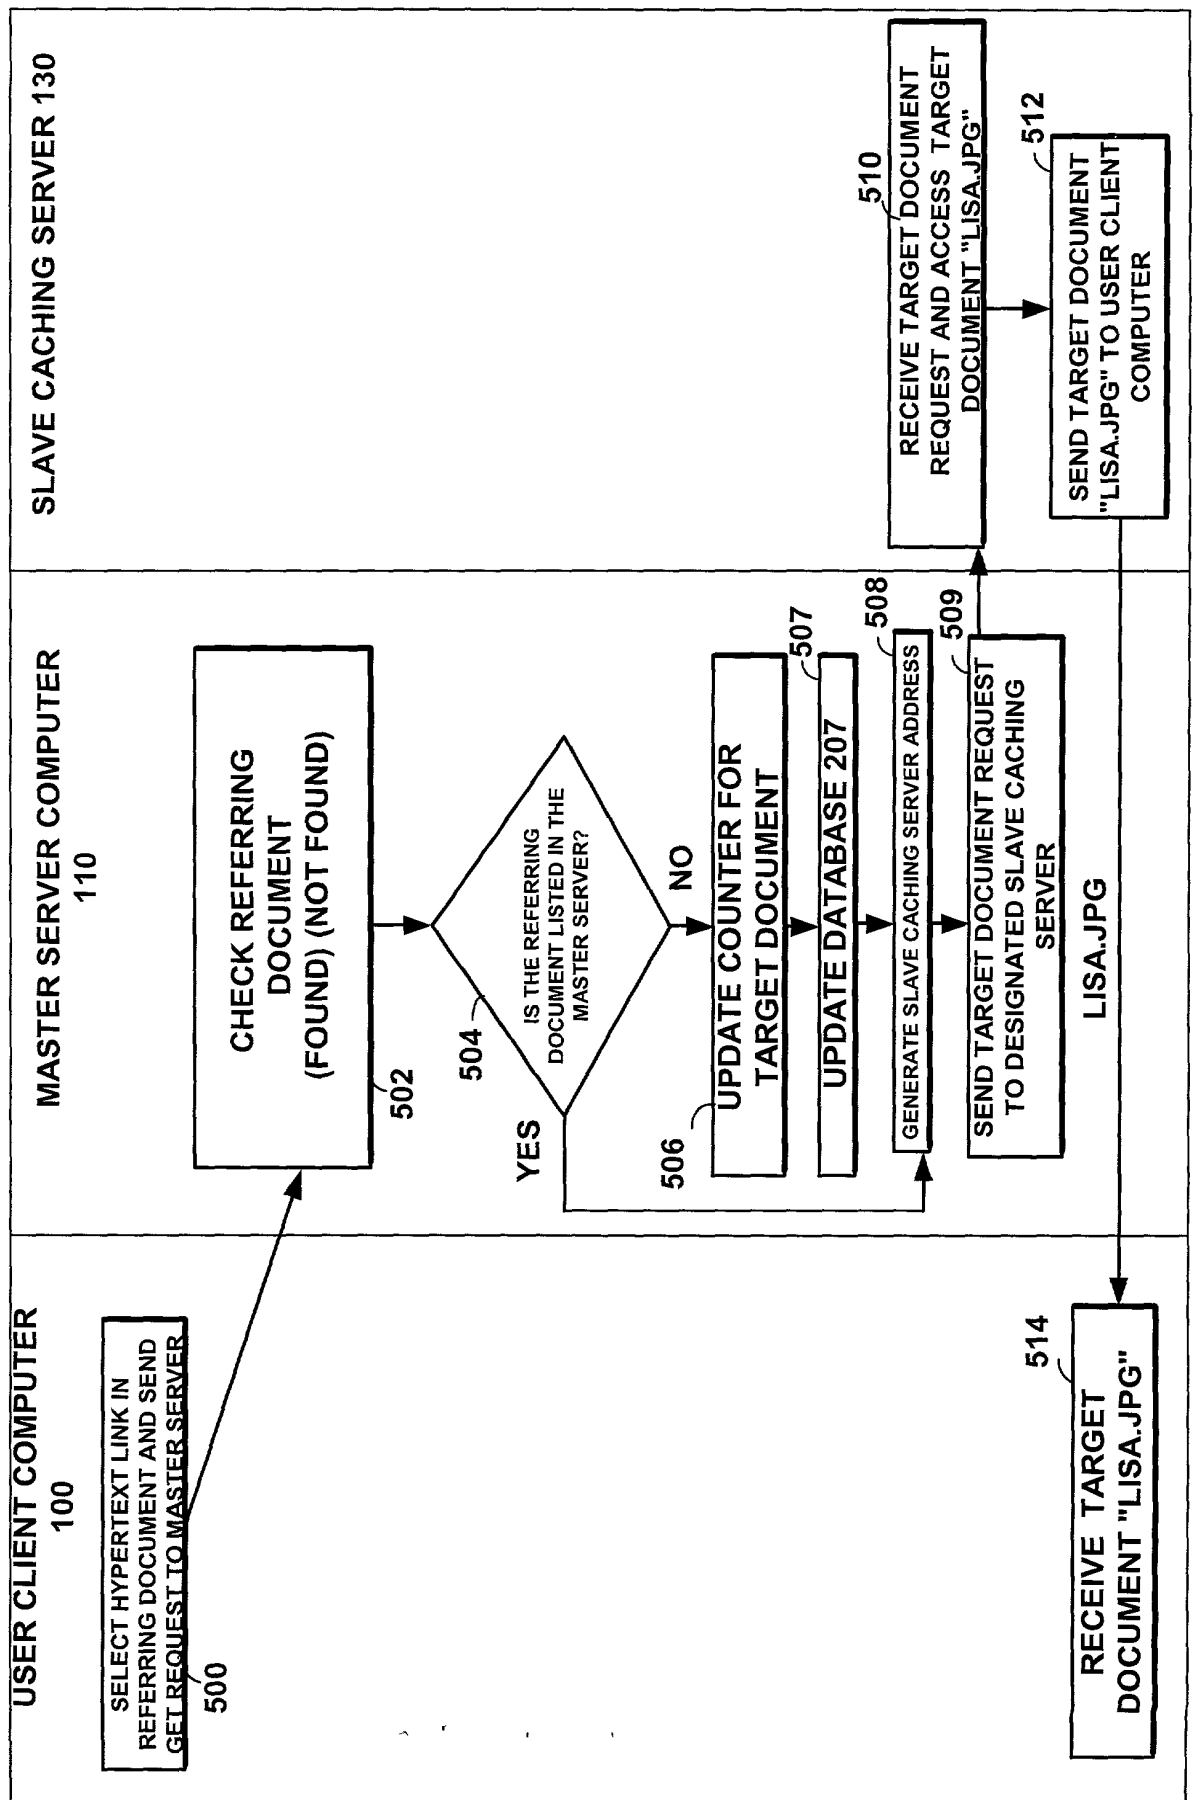 USER CLIENT COMPUTER
100
SELECT HYPERTEXT LINK IN
REFERRING DOCUMENT AND SEND
GET REQUEST TO MASTER SERVER
500
RECEIVE TARGET
DOCUMENT "LISA.JPG"
514
MASTER SERVER COMPUTER
110
CHECK REFERRING
DOCUMENT
(FOUND) (NOT FOUND)
502
IS THE REFERRING
DOCUMENT LISTED IN THE
MASTER SERVER?
504
YES
NO
UPDATE COUNTER FOR
TARGET DOCUMENT
506
UPDATE DATABASE 207
507
GENERATE SLAVE CACHING SERVER ADDRESS
508
SEND TARGET DOCUMENT REQUEST
TO DESIGNATED SLAVE CACHING
SERVER
509
LISA.JPG
SLAVE CACHING SERVER 130
510
RECEIVE TARGET DOCUMENT
REQUEST AND ACCESS TARGET
DOCUMENT "LISA.JPG"
512
SEND TARGET DOCUMENT
"LISA.JPG" TO USER CLIENT
COMPUTER